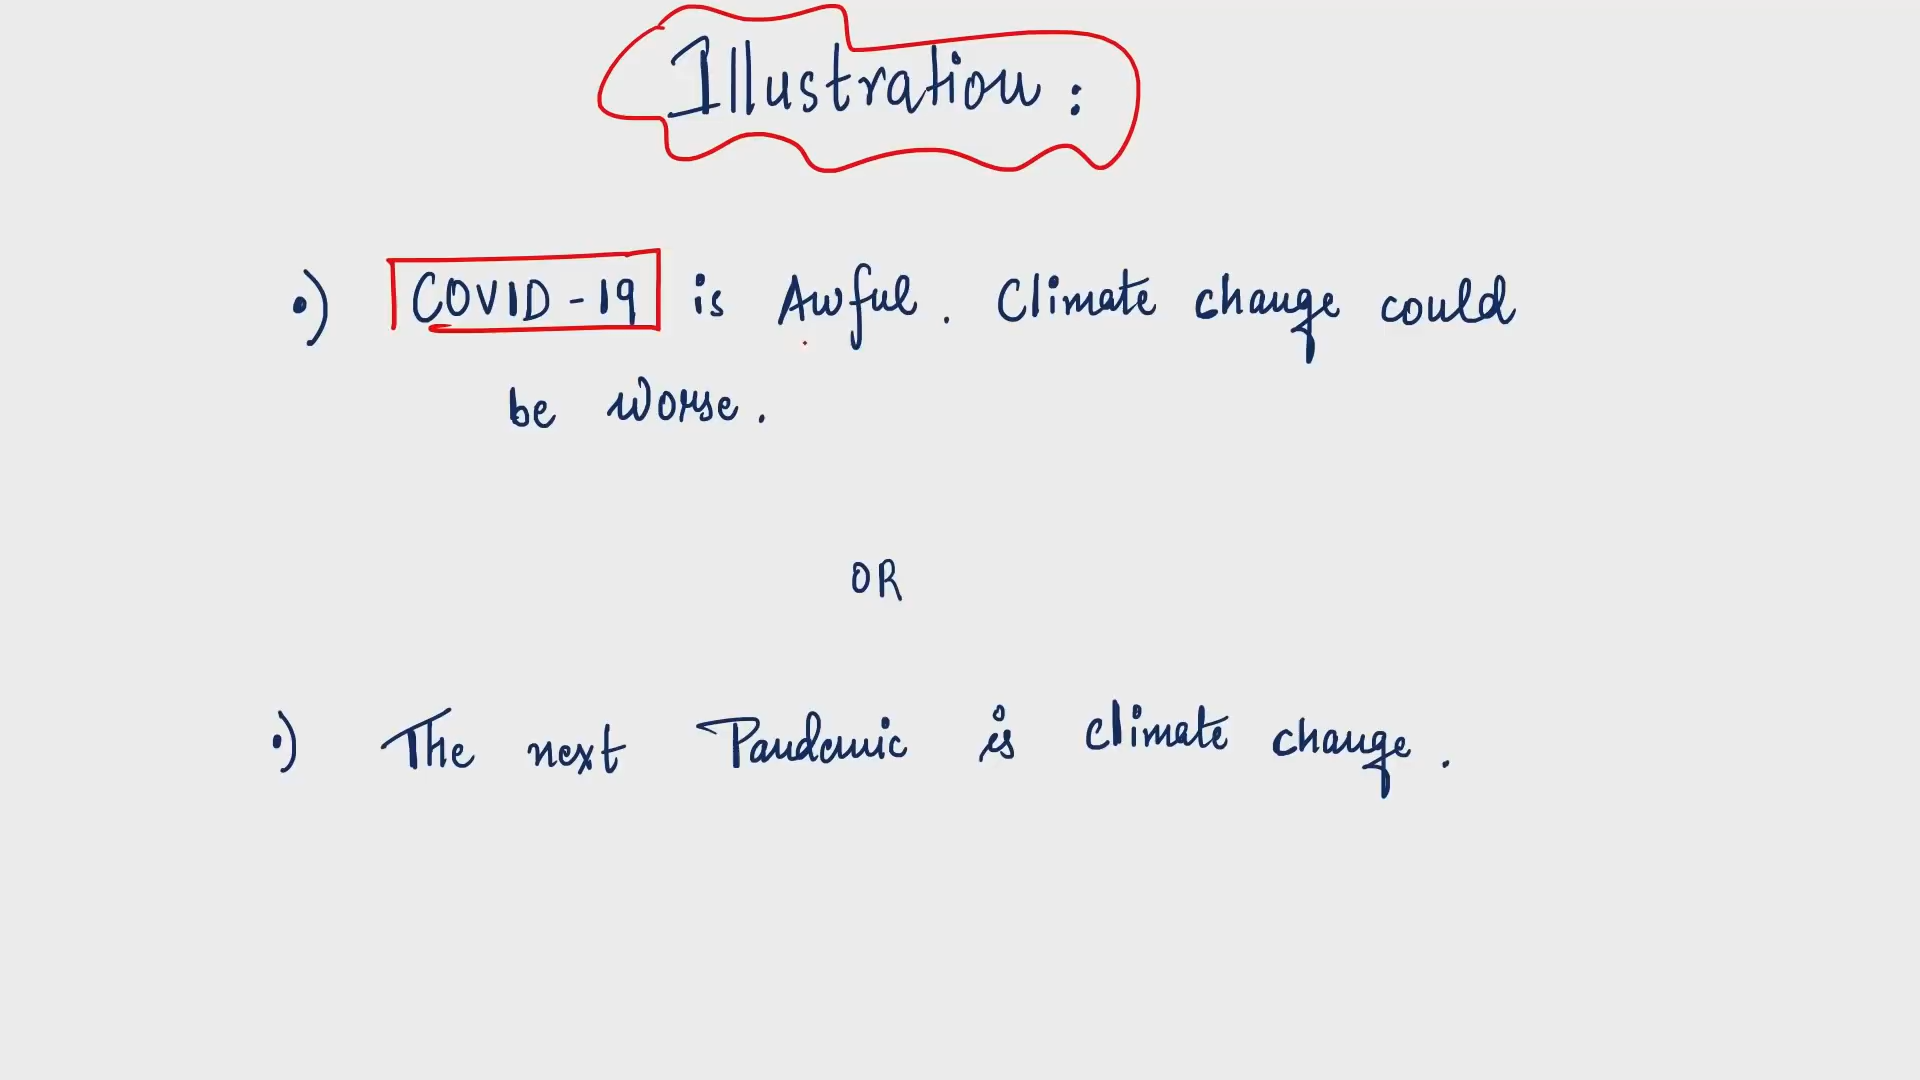 Illustration :
•) COVID-19 is Awful. Climate change could
be worse.
OR
•) The next Pandemic is climate change.